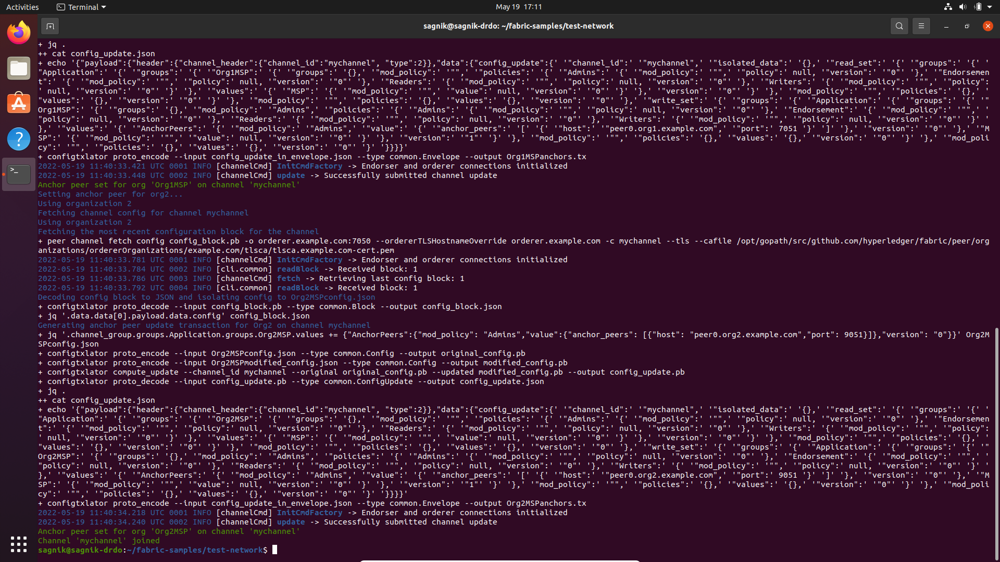 Activities
Terminal
May 19 17:11
sagnik@sagnik-drdo: ~/fabric-samples/test-network
+ jq .
++ cat config_update.json
+ echo '{"payload":{"header":{"channel_header":{"channel_id":"mychannel", "type":2}},"data":{"config_update":{' '"channel_id":' '"mychannel",' '"isolated_data":' '{},' '"read_set":' '{' '"groups":' '{' '
"Application":' '{' '"groups":' '{' '"Org1MSP":' '{' '"groups":' '{},' '"mod_policy":' '"",' '"policies":' '{' '"Admins":' '{' '"mod_policy":' '"",' '"policy":' null, '"version":' '"0"' '},' '"Endorsemen
t":' '{' '"mod_policy":' '"",' '"policy":' null, '"version":' '"0"' '},' '"Readers":' '{' '"mod_policy":' '"",' '"policy":' null, '"version":' '"0"' '},' '"Writers":' '{' '"mod_policy":' '"",' '"policy":
' null, '"version":' '"0"' '}' '},' '"values":' '{' '"MSP":' '{' '"mod_policy":' '"",' '"value":' null, '"version":' '"0"' '}' '},' '"version":' '"0"' '}' '},' '"mod_policy":' '"",' '"policies":' '{},' '
"values":' '{},' '"version":' '"0"' '}' '},' '"mod_policy":' '"",' '"policies":' '{},' '"values":' '{},' '"version":' '"0"' '},' '"write_set":' '{' '"groups":' '{' '"Application":' '{' '"groups":' '{' '"
Org1MSP":' '{' '"groups":' '{},' '"mod_policy":' '"Admins",' '"policies":' '{' '"Admins":' '{' '"mod_policy":' '"",' '"policy":' null, '"version":' '"0"' '},' '"Endorsement":' '{' '"mod_policy":' '"",' '
"policy":' null, '"version":' '"0"' '},' '"Readers":' '{' '"mod_policy":' '"",' '"policy":' null, '"version":' '"0"' '},' '"Writers":' '{' '"mod_policy":' '"",' '"policy":' null, '"version":' '"0"' '}' '
},' '"values":' '{' '"AnchorPeers":' '{' '"mod_policy":' '"Admins",' '"value":' '{' '"anchor_peers":' '[' '{' '"host":' '"peer0.org1.example.com",' '"port":' 7051 '}' ']' '},' '"version":' '"0"' '},' '"M
SP":' '{' '"mod_policy":' '"",' '"value":' null, '"version":' '"0"' '}' '},' '"version":' '"1"' '}' '},' '"mod_policy":' '"",' '"policies":' '{},' '"values":' '{},' '"version":' '"0"' '}' '},' '"mod_poli
cy":' '"",' '"policies":' '{},' '"values":' '{},' '"version":' '"0"' '}' '}}}}'
+ configtxlator proto_encode --input config_update_in_envelope.json --type common.Envelope --output Org1MSPanchors.tx
2022-05-19 11:40:33.421 UTC 0001 INFO [channelCmd] InitCmdFactory -> Endorser and orderer connections initialized
2022-05-19 11:40:33.448 UTC 0002 INFO [channelCmd] update -> Successfully submitted channel update
Anchor peer set for org 'Org1MSP' on channel 'mychannel'
Setting anchor peer for org2...
Using organization 2
Fetching channel config for channel mychannel
Using organization 2
Fetching the most recent configuration block for the channel
+ peer channel fetch config config_block.pb -o orderer.example.com:7050 --ordererTLSHostnameOverride orderer.example.com -c mychannel --tls --cafile /opt/gopath/src/github.com/hyperledger/fabric/peer/org
anizations/ordererOrganizations/example.com/tlsca/tlsca.example.com-cert.pem
2022-05-19 11:40:33.781 UTC 0001 INFO [channelCmd] InitCmdFactory -> Endorser and orderer connections initialized
2022-05-19 11:40:33.784 UTC 0002 INFO [cli.common] readBlock -> Received block: 1
2022-05-19 11:40:33.786 UTC 0003 INFO [channelCmd] fetch -> Retrieving last config block: 1
2022-05-19 11:40:33.792 UTC 0004 INFO [cli.common] readBlock -> Received block: 1
Decoding config block to JSON and isolating config to Org2MSPconfig.json
+ configtxlator proto_decode --input config_block.pb --type common.Block --output config_block.json
+ jq '.data.data[0].payload.data.config' config_block.json
Generating anchor peer update transaction for Org2 on channel mychannel
+ jq '.channel_group.groups.Application.groups.Org2MSP.values += {"AnchorPeers":{"mod_policy": "Admins","value":{"anchor_peers": [{"host": "peer0.org2.example.com","port": 9051}]},"version": "0"}}' Org2M
SPconfig.json
+ configtxlator proto_encode --input Org2MSPconfig.json --type common.Config --output original_config.pb
+ configtxlator proto_encode --input Org2MSPmodified_config.json --type common.Config --output modified_config.pb
+ configtxlator compute_update --channel_id mychannel --original original_config.pb --updated modified_config.pb --output config_update.pb
+ configtxlator proto_decode --input config_update.pb --type common.ConfigUpdate --output config_update.json
+ jq .
++ cat config_update.json
+ echo '{"payload":{"header":{"channel_header":{"channel_id":"mychannel", "type":2}},"data":{"config_update":{' '"channel_id":' '"mychannel",' '"isolated_data":' '{},' '"read_set":' '{' '"groups":' '{' '
"Application":' '{' '"groups":' '{' '"Org2MSP":' '{' '"groups":' '{},' '"mod_policy":' '"",' '"policies":' '{' '"Admins":' '{' '"mod_policy":' '"",' '"policy":' null, '"version":' '"0"' '},' '"Endorsemen
t":' '{' '"mod_policy":' '"",' '"policy":' null, '"version":' '"0"' '},' '"Readers":' '{' '"mod_policy":' '"",' '"policy":' null, '"version":' '"0"' '},' '"Writers":' '{' '"mod_policy":' '"",' '"policy":
' null, '"version":' '"0"' '}' '},' '"values":' '{' '"MSP":' '{' '"mod_policy":' '"",' '"value":' null, '"version":' '"0"' '}' '},' '"version":' '"0"' '}' '},' '"mod_policy":' '"",' '"policies":' '{},' '
"values":' '{},' '"version":' '"0"' '}' '},' '"mod_policy":' '"",' '"policies":' '{},' '"values":' '{},' '"version":' '"0"' '},' '"write_set":' '{' '"groups":' '{' '"Application":' '{' '"groups":' '{' '"
Org2MSP":' '{' '"groups":' '{},' '"mod_policy":' '"Admins",' '"policies":' '{' '"Admins":' '{' '"mod_policy":' '"",' '"policy":' null, '"version":' '"0"' '},' '"Endorsement":' '{' '"mod_policy":' '"",' '
"policy":' null, '"version":' '"0"' '},' '"Readers":' '{' '"mod_policy":' '"",' '"policy":' null, '"version":' '"0"' '},' '"Writers":' '{' '"mod_policy":' '"",' '"policy":' null, '"version":' '"0"' '}' '
},' '"values":' '{' '"AnchorPeers":' '{' '"mod_policy":' '"Admins",' '"value":' '{' '"anchor_peers":' '[' '{' '"host":' '"peer0.org2.example.com",' '"port":' 9051 '}' ']' '},' '"version":' '"0"' '},' '"M
SP":' '{' '"mod_policy":' '"",' '"value":' null, '"version":' '"0"' '}' '},' '"version":' '"1"' '}' '},' '"mod_policy":' '"",' '"policies":' '{},' '"values":' '{},' '"version":' '"0"' '}' '},' '"mod_poli
cy":' '"",' '"policies":' '{},' '"values":' '{},' '"version":' '"0"' '}' '}}}}'
+ configtxlator proto_encode --input config_update_in_envelope.json --type common.Envelope --output Org2MSPanchors.tx
2022-05-19 11:40:34.218 UTC 0001 INFO [channelCmd] InitCmdFactory -> Endorser and orderer connections initialized
2022-05-19 11:40:34.240 UTC 0002 INFO [channelCmd] update -> Successfully submitted channel update
Anchor peer set for org 'Org2MSP' on channel 'mychannel'
Channel 'mychannel' joined
sagnik@sagnik-drdo:~/fabric-samples/test-network$